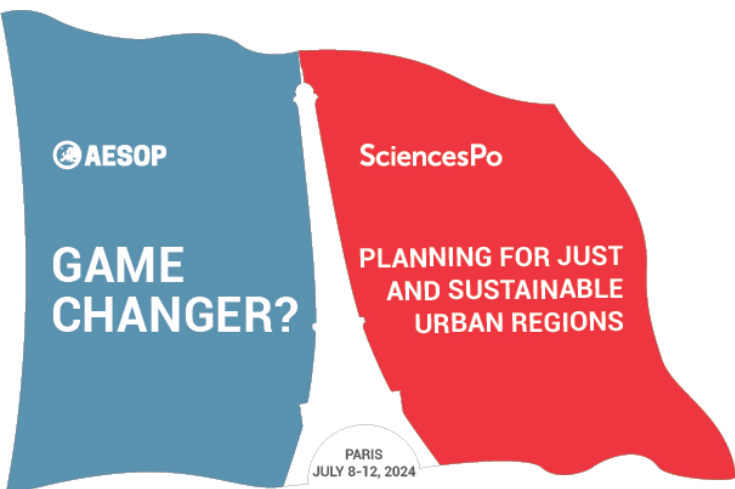 AESOP
GAME
CHANGER?
SciencesPo
PLANNING FOR JUST
AND SUSTAINABLE
URBAN REGIONS
PARIS
JULY 8-12, 2024